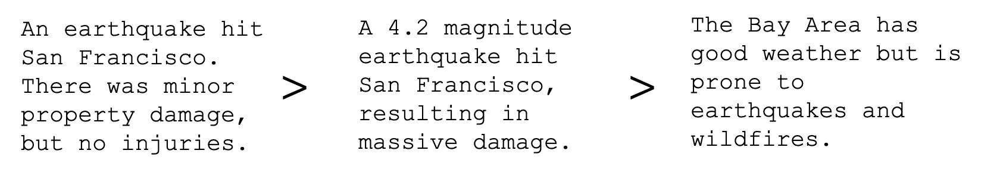 An earthquake hit
San Francisco.
There was minor
property damage,
but no injuries.
>
A 4.2 magnitude
earthquake hit
San Francisco,
resulting in
massive damage.
>
The Bay Area has
good weather but is
prone to
earthquakes and
wildfires.